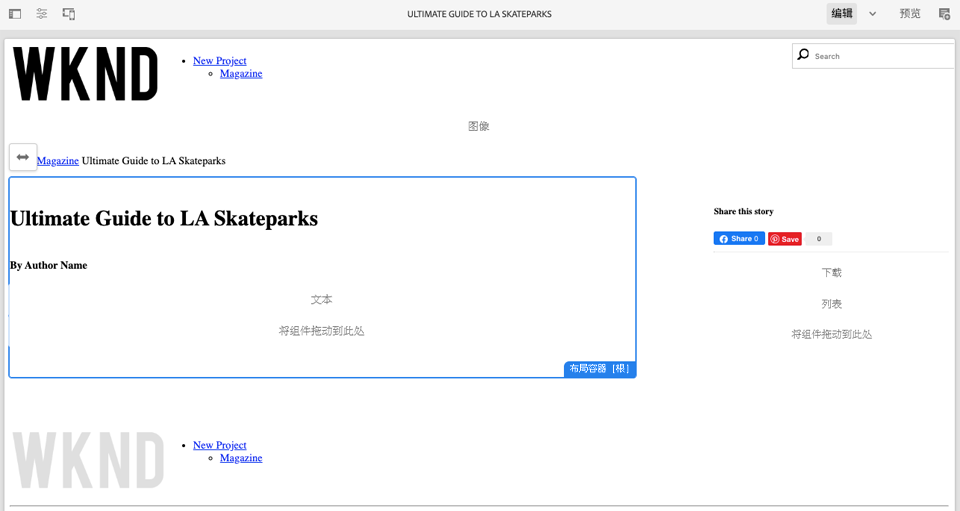 ULTIMATE GUIDE TO LA SKATEPARKS
编辑
预览
WKND
New Project
Magazine
Search
图像
Magazine Ultimate Guide to LA Skateparks
Ultimate Guide to LA Skateparks
By Author Name
文本
将组件拖动到此处
布局容器 [根]
Share this story
Share 0
Save
0
下载
列表
将组件拖动到此处
WKND
New Project
Magazine